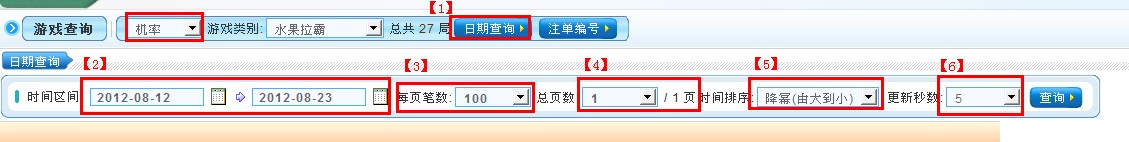 【1】
游戏查询 机率 游戏类别: 水果拉霸 总共 27 局 日期查询 注单编号
日期查询 【2】 【3】 【4】 【5】 【6】
时间区间 2012-08-12 2012-08-23 每页笔数: 100 总页数 1 / 1 页 时间排序: 降冪(由大到小) 更新秒数: 5 查询